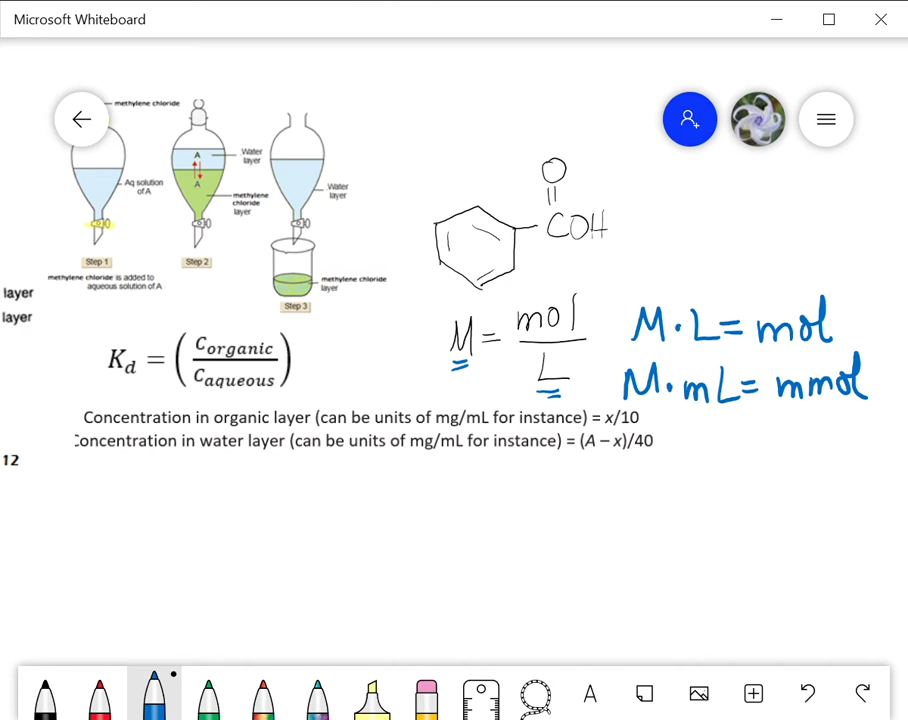 Microsoft Whiteboard
methylene chloride
Aq solution
of A
Step 1
methylene chloride is added to
aqueous solution of A
A
A
Water
layer
methylene
chloride
layer
Step 2
Water
layer
methylene chloride
layer
Step 3
layer
layer
O
COH
M = mol / L
M · L = mol
M · mL = mmol
K_d = ( C_organic / C_aqueous )
Concentration in organic layer (can be units of mg/mL for instance) = x/10
Concentration in water layer (can be units of mg/mL for instance) = (A – x)/40
12
A